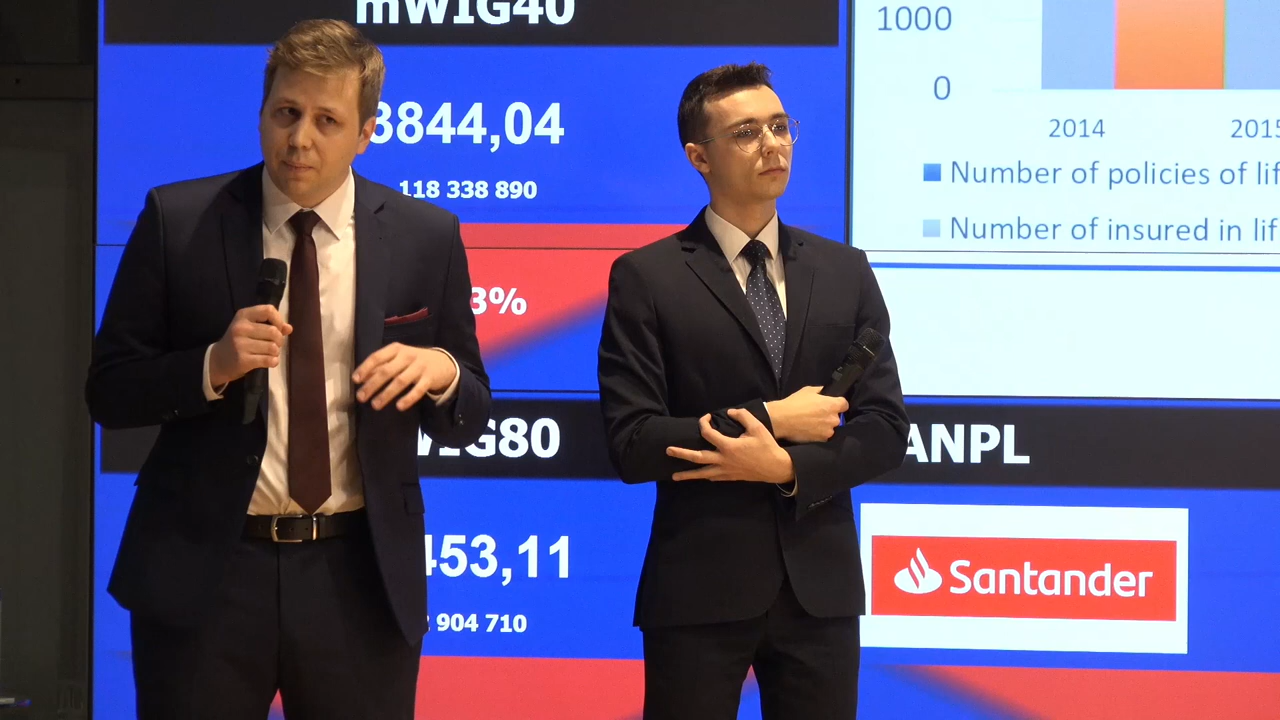 mWIG40
3844,04
118 338 890
3%
WIG80
453,11
904 710
1000
0
2014
2015
Number of policies of lif
Number of insured in lif
ANPL
Santander